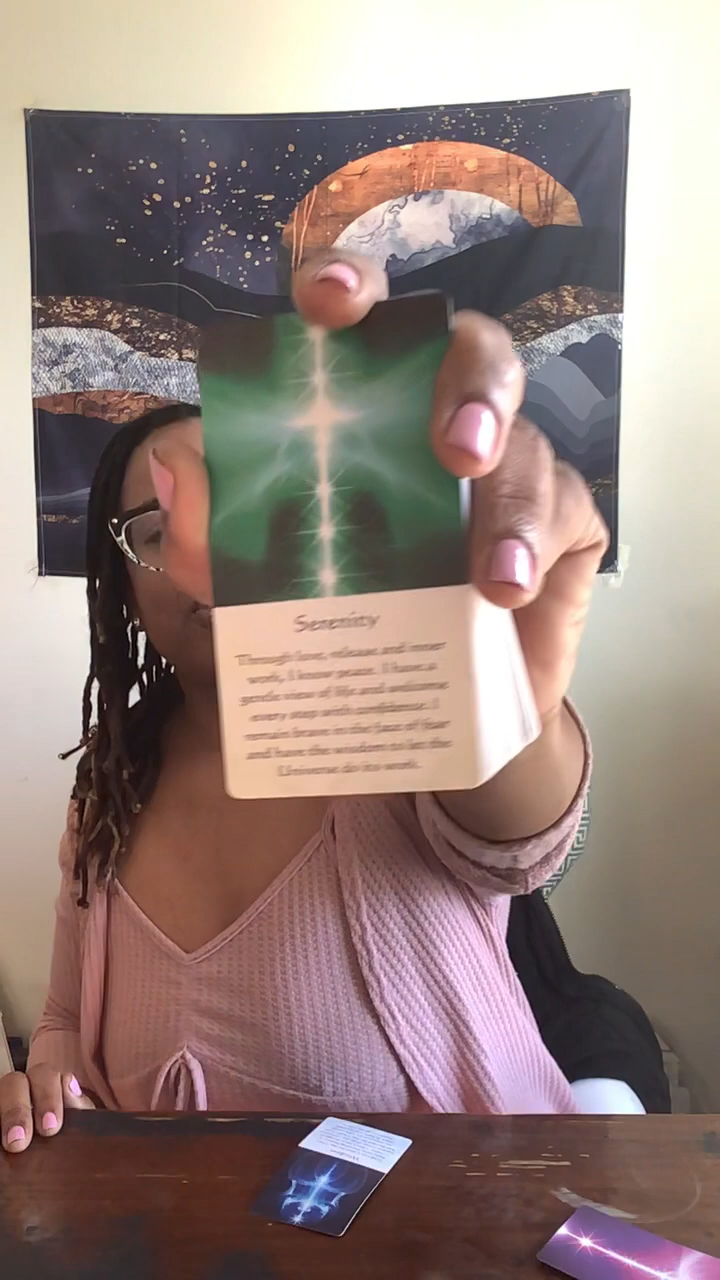 Serenity
Through love, release and inner
work, I know peace. I have a
gentle view of life and welcome
every step with confidence. I
remain brave in the face of fear
and have the wisdom to let the
Universe do its work.
Wisdom